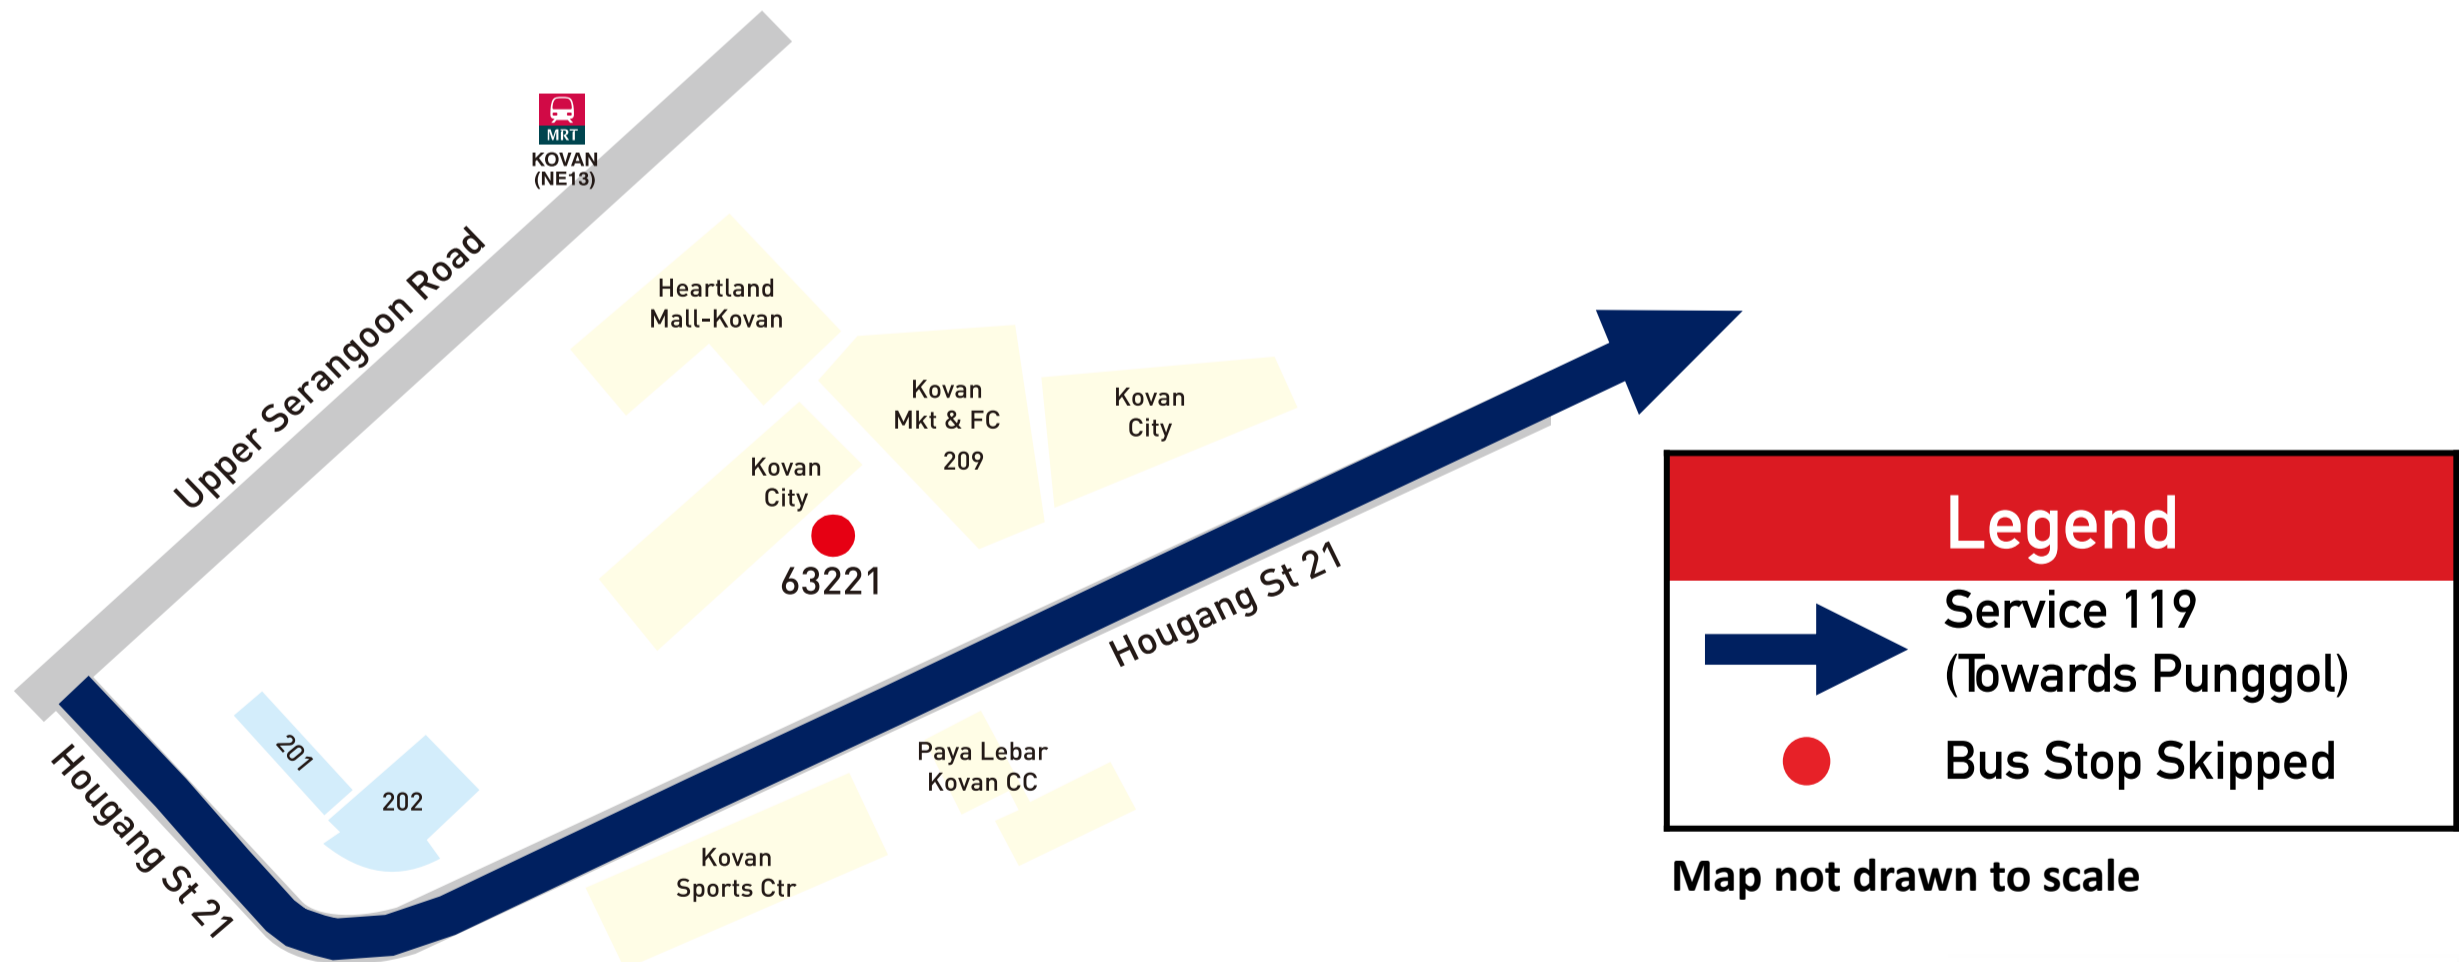 MRT
KOVAN
(NE13)
Upper Serangoon Road
Heartland
Mall-Kovan
Kovan
Mkt & FC
209
Kovan
City
Kovan
City
63221
Hougang St 21
201
202
Hougang St 21
Paya Lebar
Kovan CC
Kovan
Sports Ctr
Legend
Service 119
(Towards Punggol)
Bus Stop Skipped
Map not drawn to scale